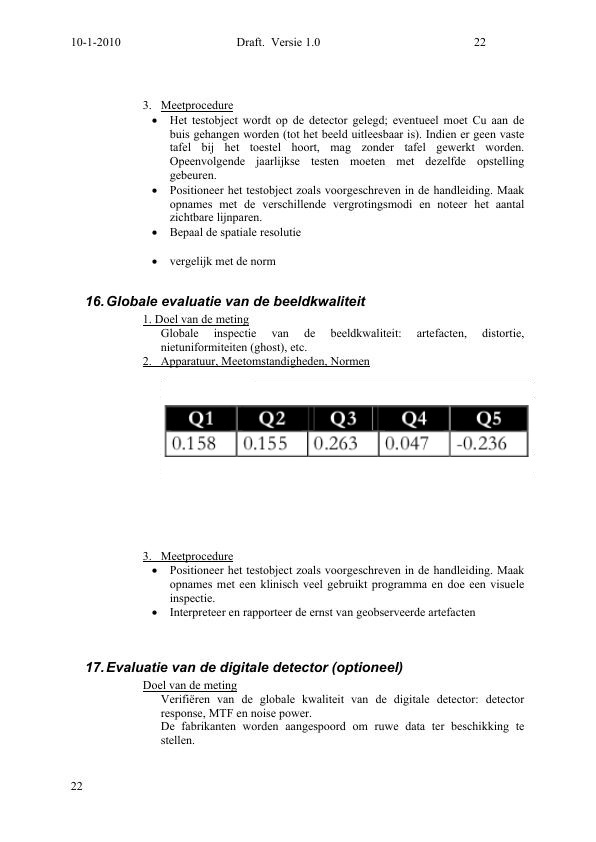 10-1-2010 Draft. Versie 1.0 22
3. Meetprocedure
• Het testobject wordt op de detector gelegd; eventueel moet Cu aan de
buis gehangen worden (tot het beeld uitleesbaar is). Indien er geen vaste
tafel bij het toestel hoort, mag zonder tafel gewerkt worden.
Opeenvolgende jaarlijkse testen moeten met dezelfde opstelling
gebeuren.
• Positioneer het testobject zoals voorgeschreven in de handleiding. Maak
opnames met de verschillende vergrotingsmodi en noteer het aantal
zichtbare lijnparen.
• Bepaal de spatiale resolutie
• vergelijk met de norm
16. Globale evaluatie van de beeldkwaliteit
1. Doel van de meting
Globale inspectie van de beeldkwaliteit: artefacten, distortie,
nietuniformiteiten (ghost), etc.
2. Apparatuur, Meetomstandigheden, Normen
Q1 Q2 Q3 Q4 Q5
0.158 0.155 0.263 0.047 -0.236
3. Meetprocedure
• Positioneer het testobject zoals voorgeschreven in de handleiding. Maak
opnames met een klinisch veel gebruikt programma en doe een visuele
inspectie.
• Interpreteer en rapporteer de ernst van geobserveerde artefacten
17. Evaluatie van de digitale detector (optioneel)
Doel van de meting
Verifiëren van de globale kwaliteit van de digitale detector: detector
response, MTF en noise power.
De fabrikanten worden aangespoord om ruwe data ter beschikking te
stellen.
22